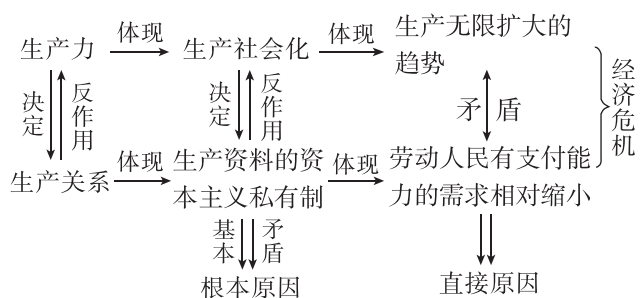 生产力
体现
生产社会化
体现
生产无限扩大的
趋势
决定
反作用
决定
反作用
矛盾
经济危机
生产关系
体现
生产资料的资
本主义私有制
体现
劳动人民有支付能
力的需求相对缩小
基本
矛盾
根本原因
直接原因